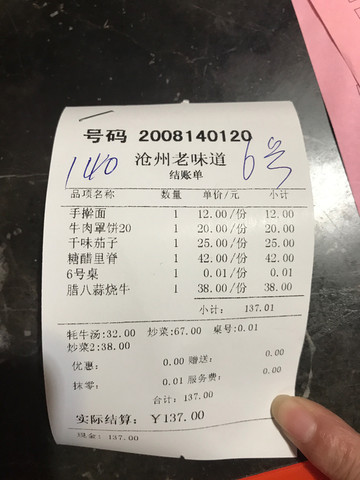 号码 2008140120
140 6号
沧州老味道
结账单
品项名称 数量 单价/元 小计
手擀面 1 12.00/份 12.00
牛肉罩饼20 1 20.00/份 20.00
千味茄子 1 25.00/份 25.00
糖醋里脊 1 42.00/份 42.00
6号桌 1 0.01/份 0.01
腊八蒜烧牛 1 38.00/份 38.00
小计: 137.01
牦牛汤:32.00 炒菜:67.00 桌号:0.01
炒菜2:38.00
优惠: 0.00 赠送: 0.00
抹零: 0.01 服务费: 0.00
合计: 137.00
实际结算: ¥137.00
现金: 137.00